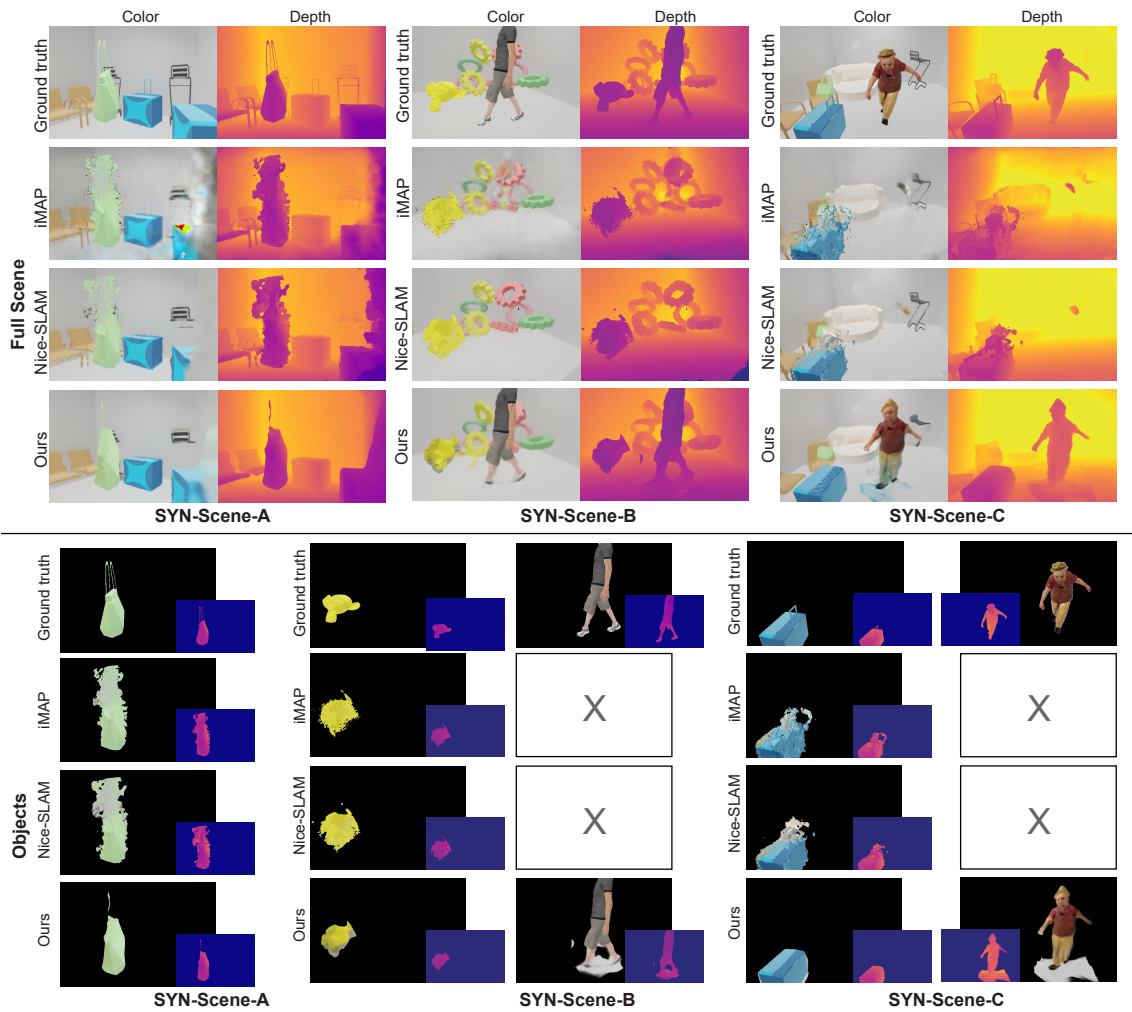 Color Depth Color Depth Color Depth
Full Scene
Ground truth Ground truth Ground truth
iMAP iMAP iMAP
Nice-SLAM Nice-SLAM Nice-SLAM
Ours Ours Ours
SYN-Scene-A SYN-Scene-B SYN-Scene-C
Objects
Ground truth Ground truth Ground truth
iMAP iMAP X iMAP X
Nice-SLAM Nice-SLAM X Nice-SLAM X
Ours Ours Ours
SYN-Scene-A SYN-Scene-B SYN-Scene-C